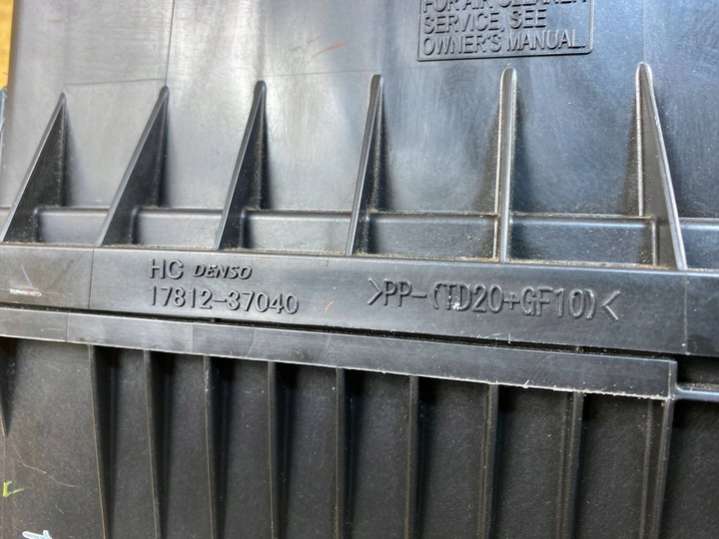 FOR AIR CLEANER
SERVICE, SEE
OWNER'S MANUAL.
HC DENSO
17812-37040
>PP-(TD20+GF10)<